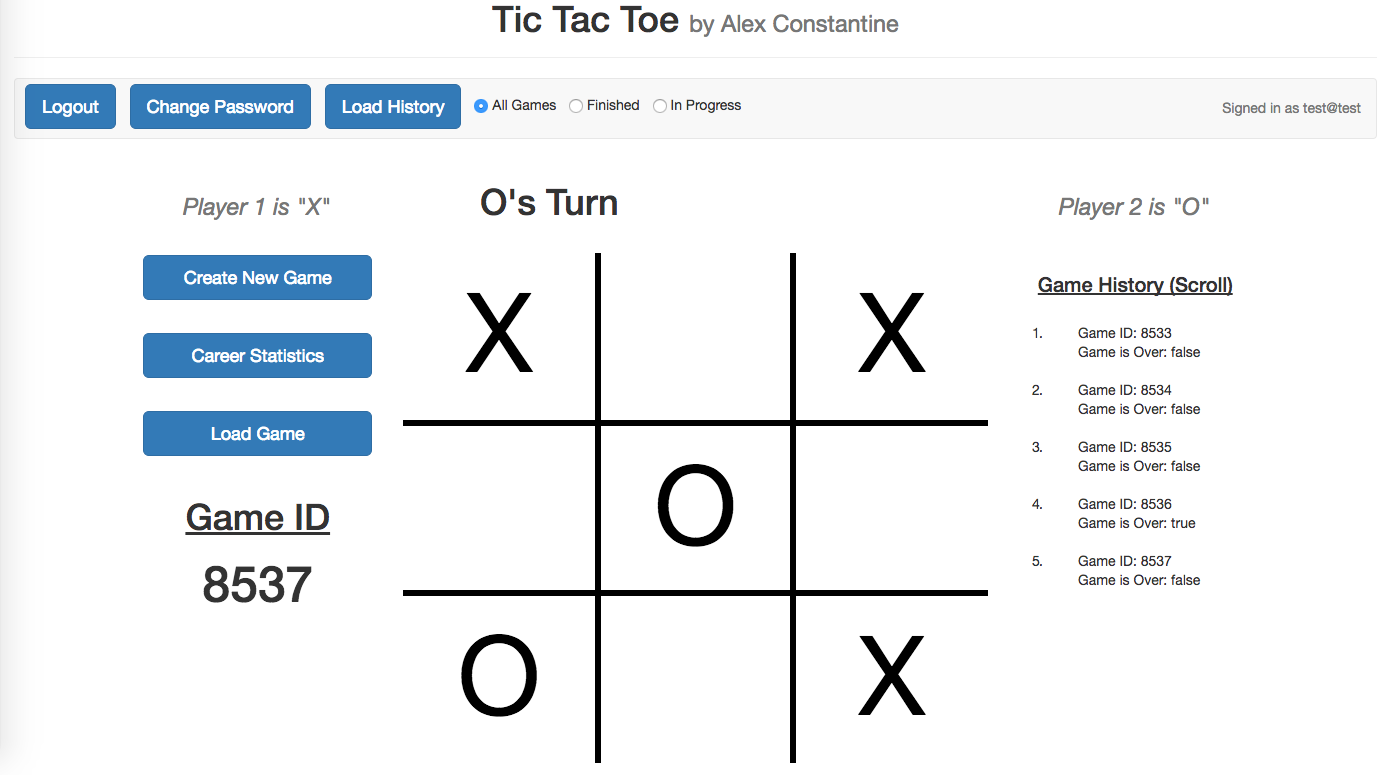 Tic Tac Toe by Alex Constantine
Logout Change Password Load History All Games Finished In Progress Signed in as test@test
Player 1 is "X"
O's Turn
Player 2 is "O"
Create New Game
Career Statistics
Load Game
Game ID
8537
X X
O
O X
Game History (Scroll)
1. Game ID: 8533
Game is Over: false
2. Game ID: 8534
Game is Over: false
3. Game ID: 8535
Game is Over: false
4. Game ID: 8536
Game is Over: true
5. Game ID: 8537
Game is Over: false